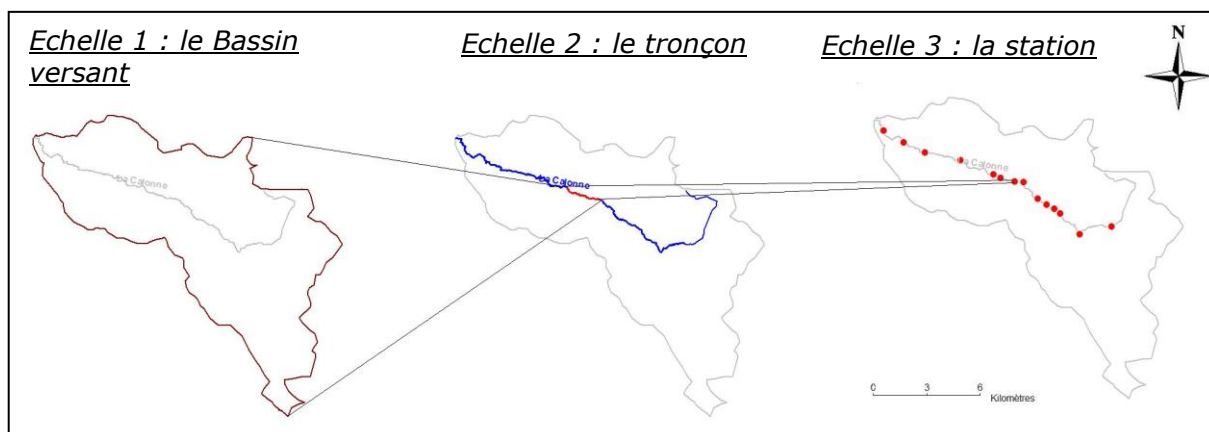 Echelle 1 : le Bassin
versant
Echelle 2 : le tronçon
Echelle 3 : la station
N
La Calonne
La Calonne
La Calonne
0 3 6
Kilomètres